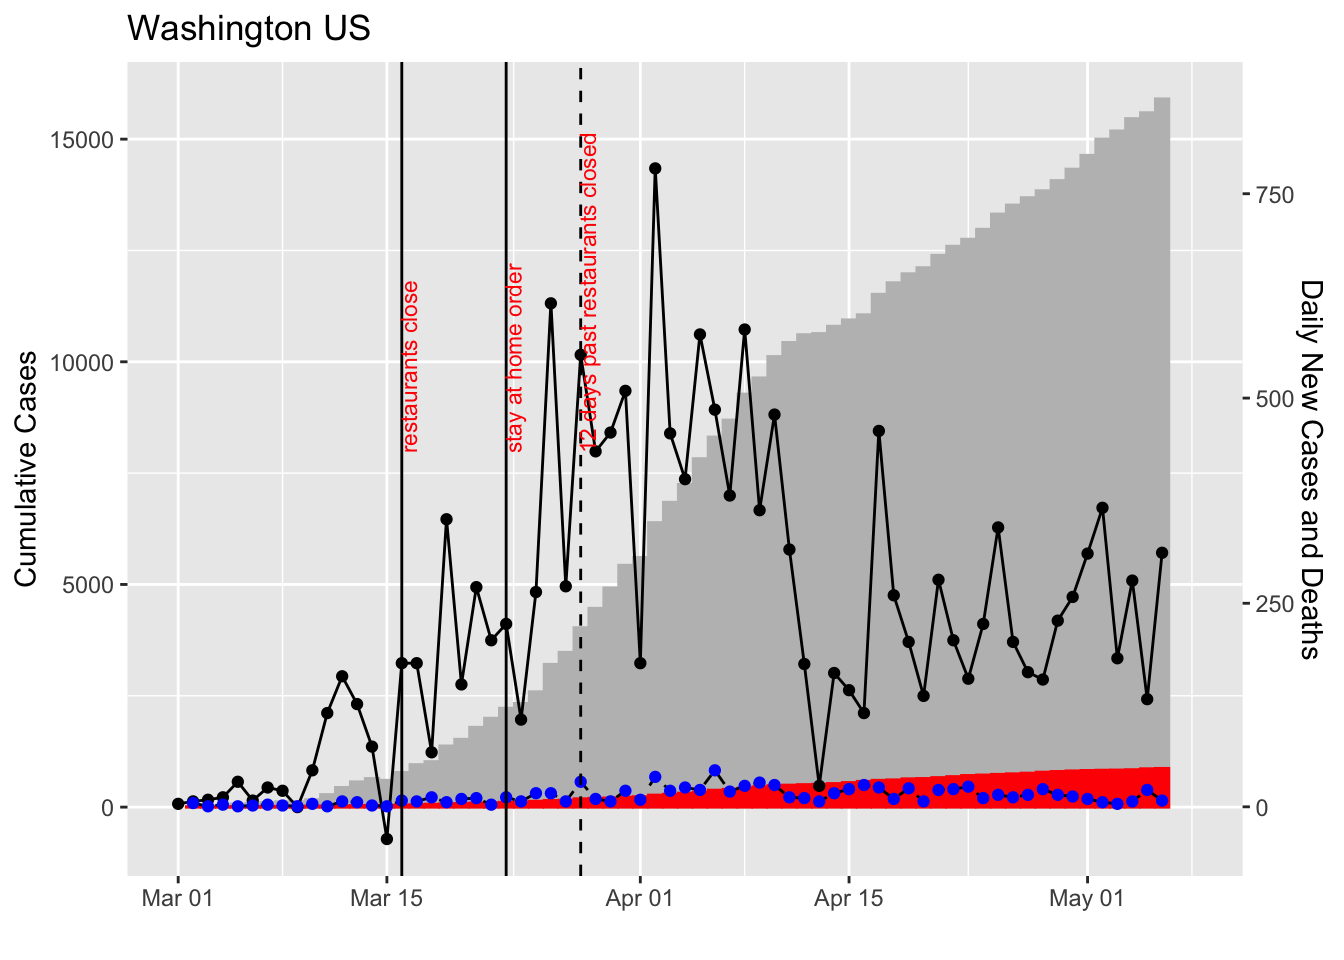 Washington US
15000
10000
5000
0
Cumulative Cases
restaurants close
stay at home order
12 days past restaurants closed
750
500
250
0
Daily New Cases and Deaths
Mar 01
Mar 15
Apr 01
Apr 15
May 01